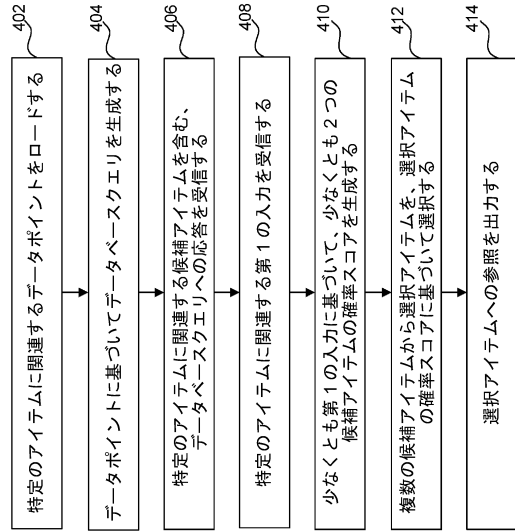 402
特定のアイテムに関連するデータポイントをロードする
404
データポイントに基づいてデータベースクエリを生成する
406
特定のアイテムに関連する候補アイテムを含む、
データベースクエリへの応答を受信する
408
特定のアイテムに関連する第1の入力を受信する
410
少なくとも第1の入力に基づいて、少なくとも2つの
候補アイテムの確率スコアを生成する
412
複数の候補アイテムから選択アイテムを、選択アイテム
の確率スコアに基づいて選択する
414
選択アイテムへの参照を出力する